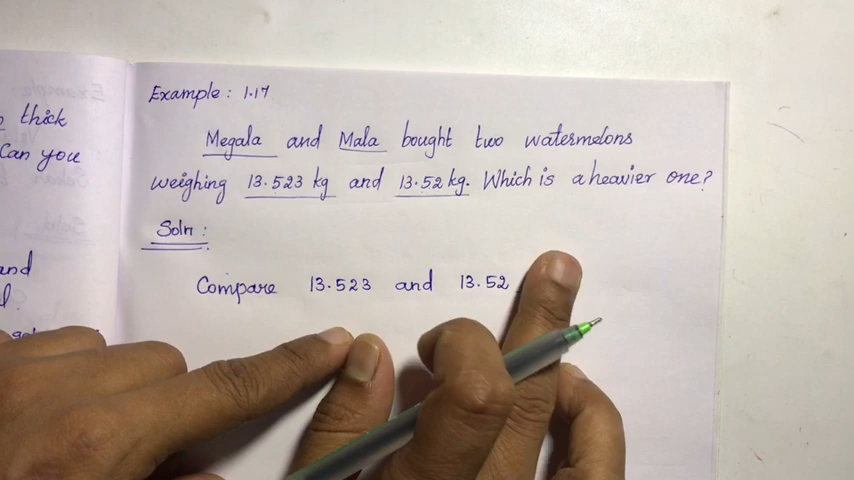 thick
Can you
and
Example : 1.17
Megala and Mala bought two watermelons
weighing 13.523 kg and 13.52 kg. Which is a heavier one?
Soln :
Compare 13.523 and 13.52